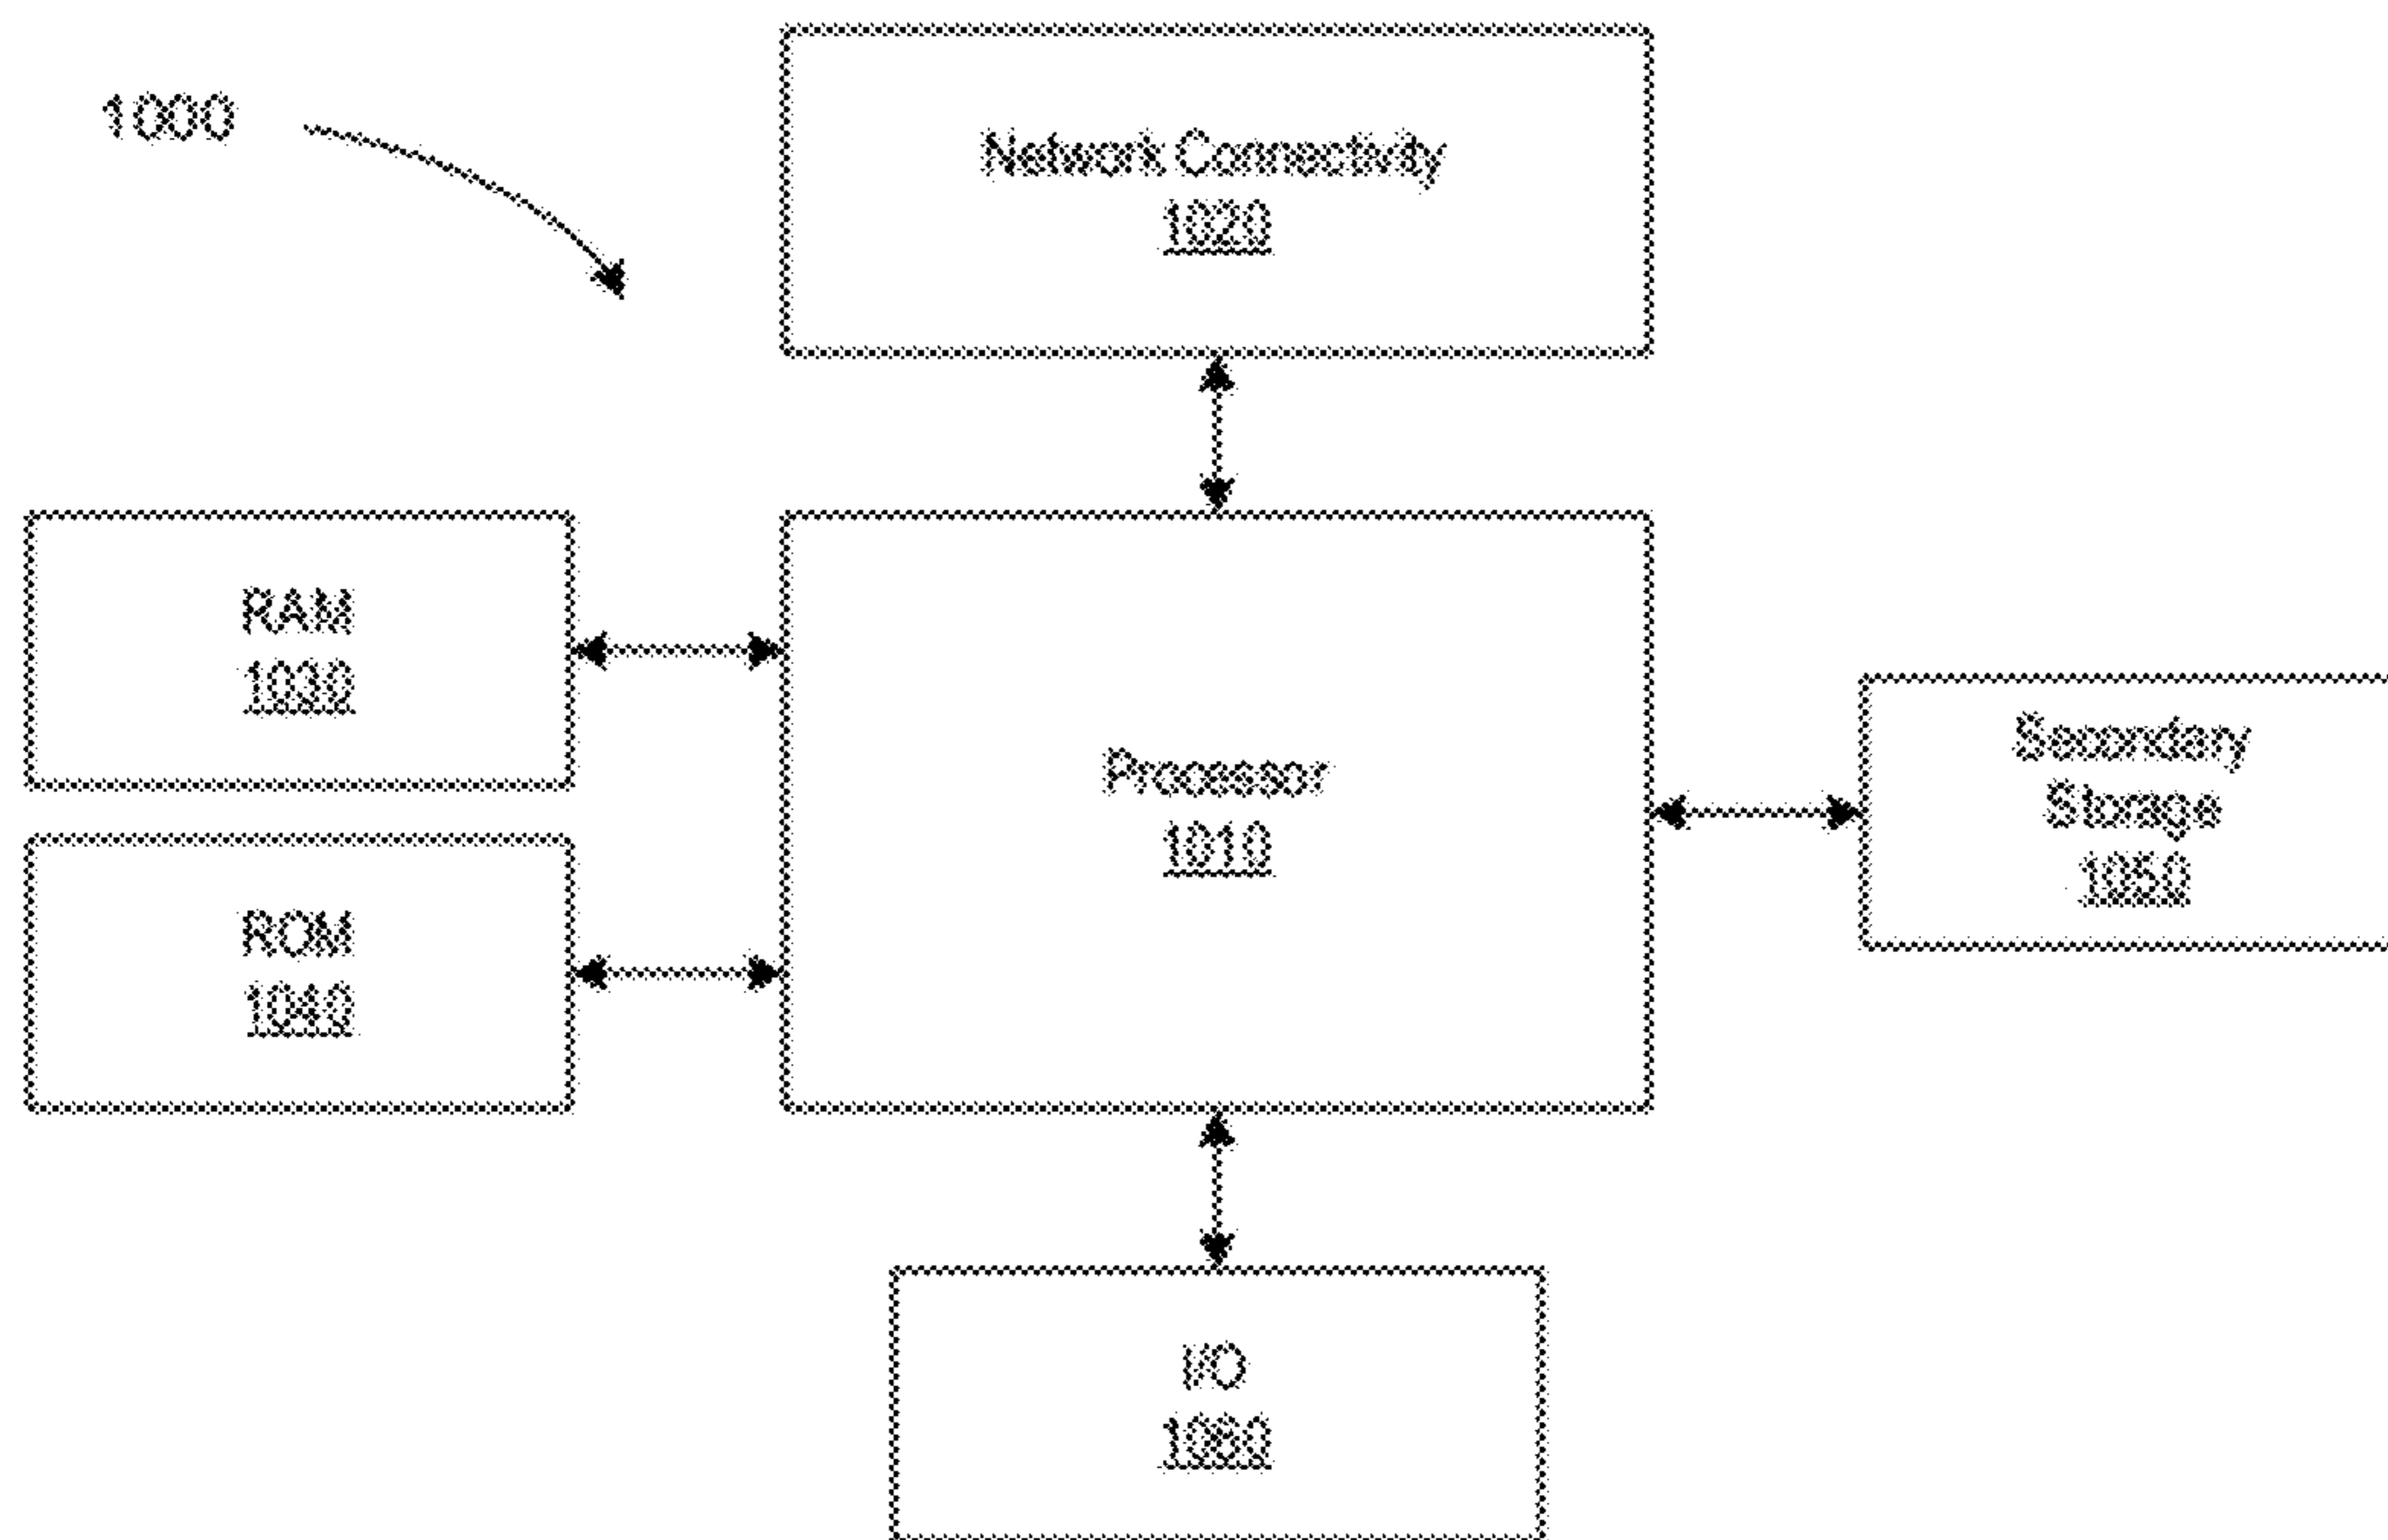 1000
Network Connectivity
1020
RAM
1030
Processor
1010
Secondary
Storage
1050
ROM
1040
I/O
1060